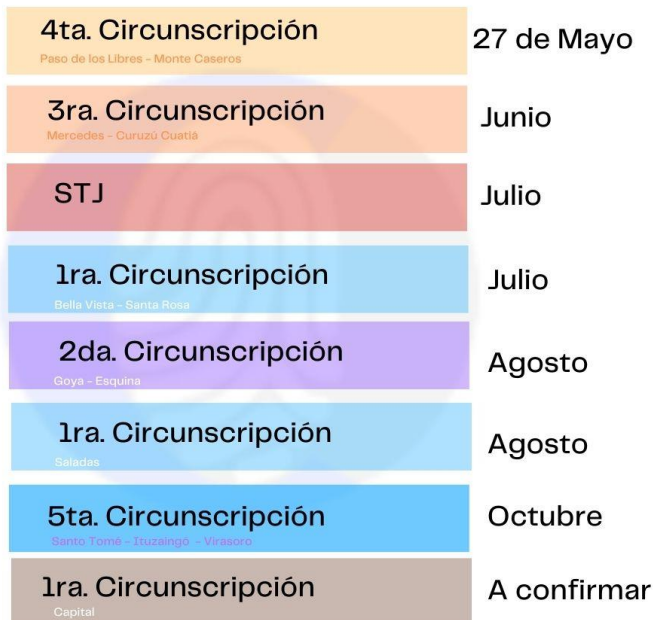 4ta. Circunscripción
Paso de los Libres - Monte Caseros
27 de Mayo
3ra. Circunscripción
Mercedes - Curuzú Cuatiá
Junio
STJ
Julio
1ra. Circunscripción
Bella Vista - Santa Rosa
Julio
2da. Circunscripción
Goya - Esquina
Agosto
1ra. Circunscripción
Saladas
Agosto
5ta. Circunscripción
Santo Tomé - Ituzaingó - Virasoro
Octubre
1ra. Circunscripción
Capital
A confirmar